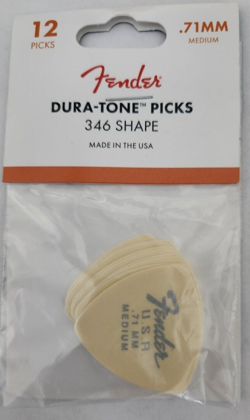 12
PICKS
.71MM
MEDIUM
Fender
DURA-TONE™ PICKS
346 SHAPE
MADE IN THE USA
Fender
USA
.71 MM
MEDIUM